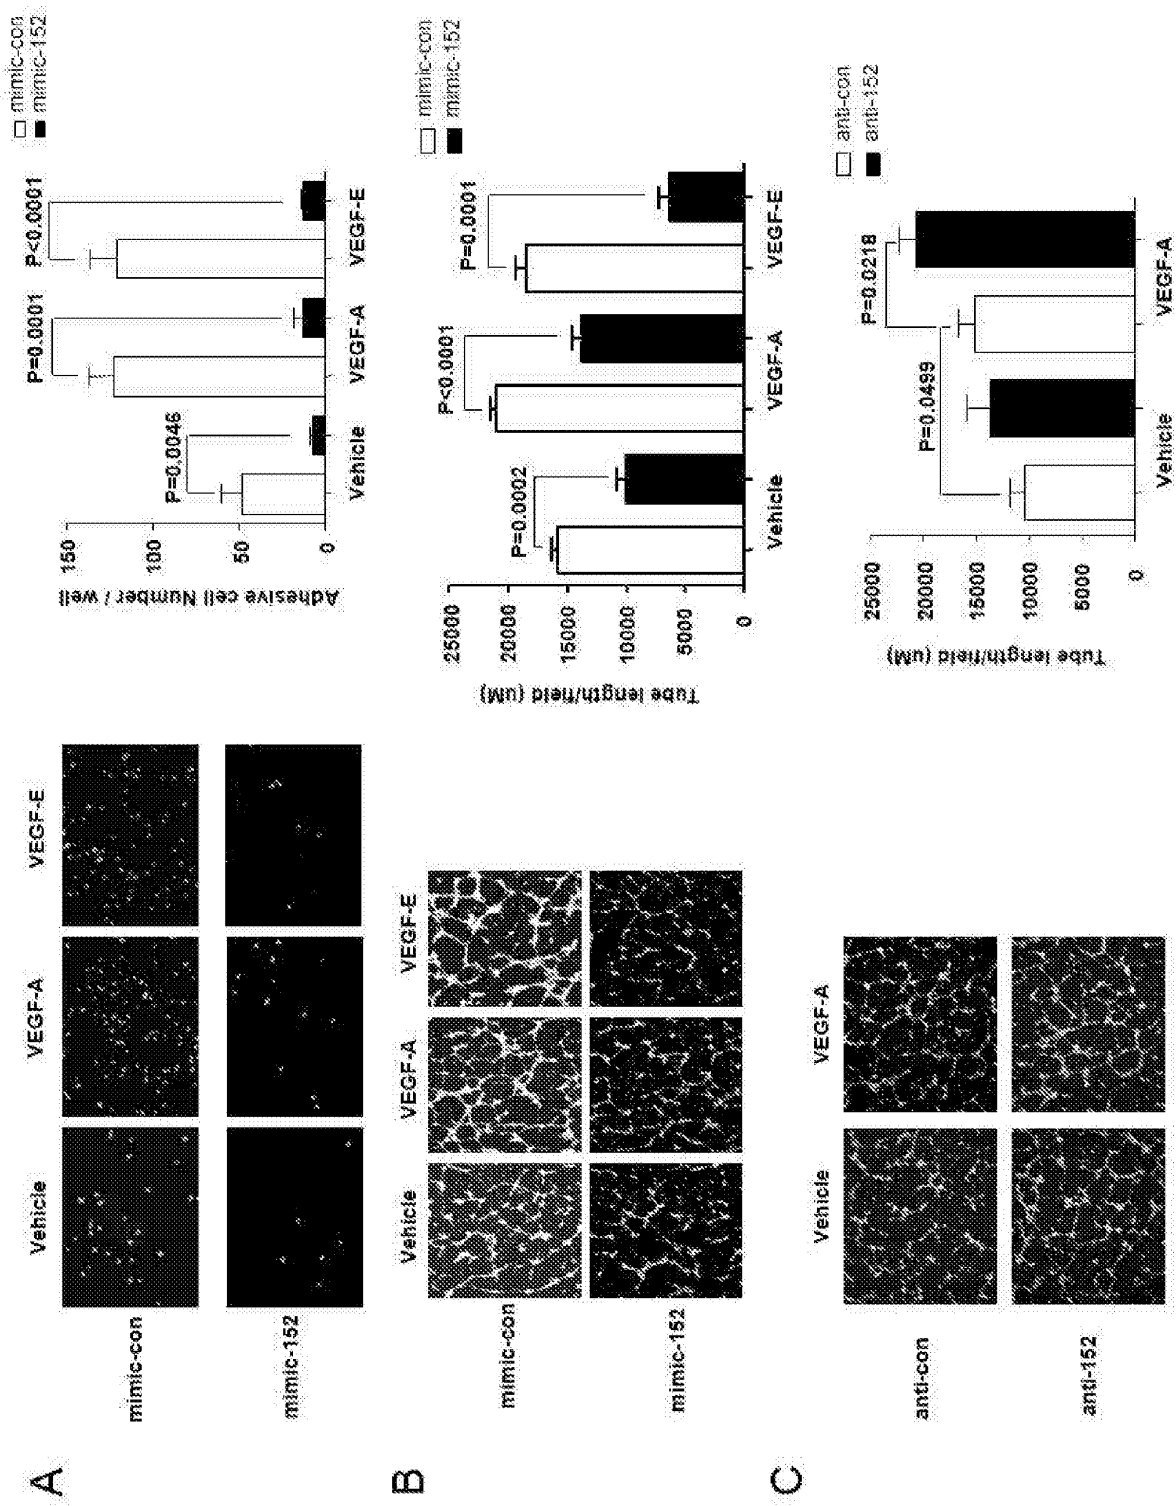 A
Vehicle
VEGF-A
VEGF-E
mimic-con
mimic-152
Adhesive cell Number / well
150
100
50
0
P=0.0046
P=0.0001
P<0.0001
Vehicle
VEGF-A
VEGF-E
mimic-con
mimic-152
B
Vehicle
VEGF-A
VEGF-E
mimic-con
mimic-152
Tube length/field (uM)
25000
20000
15000
10000
5000
0
P=0.0002
P<0.0001
P=0.0001
Vehicle
VEGF-A
VEGF-E
mimic-con
mimic-152
C
Vehicle
VEGF-A
anti-con
anti-152
Tube length/field (uM)
25000
20000
15000
10000
5000
0
P=0.0499
P=0.0218
Vehicle
VEGF-A
anti-con
anti-152